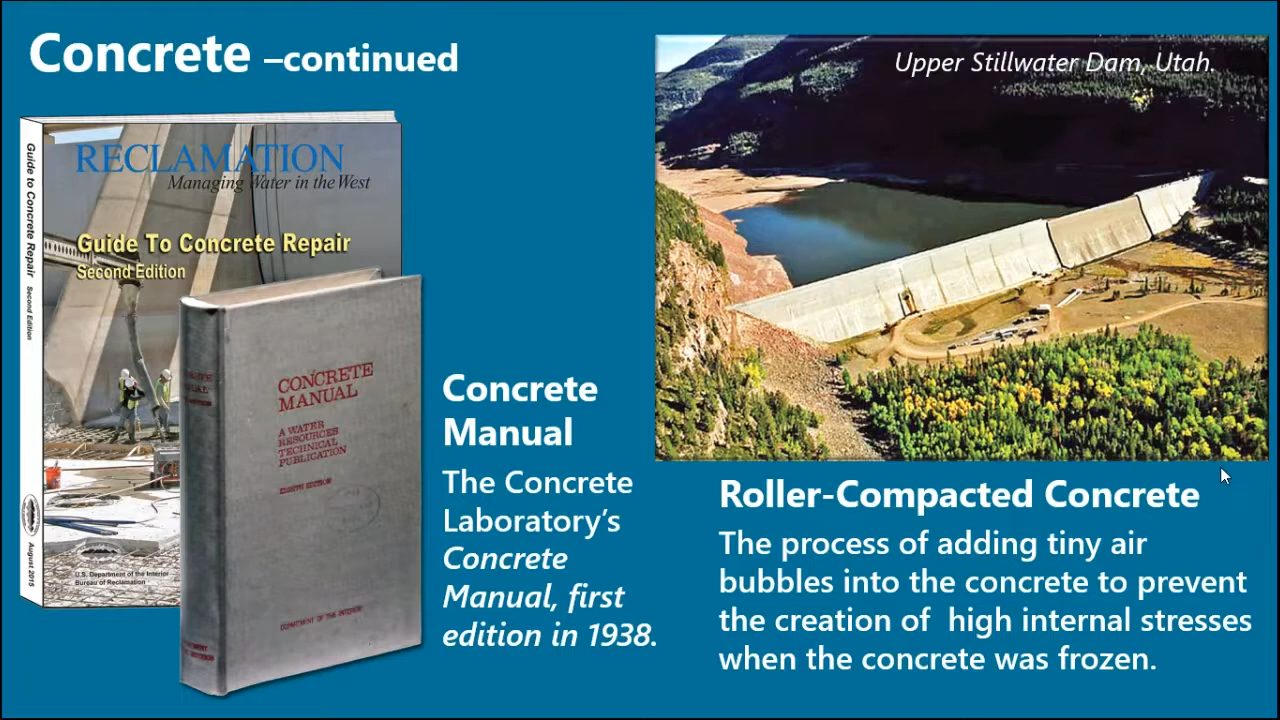 Concrete –continued
Guide to Concrete Repair Second Edition
August 2015
RECLAMATION
Managing Water in the West
Guide To Concrete Repair
Second Edition
U.S. Department of the Interior
Bureau of Reclamation
CONCRETE
MANUAL
A WATER
RESOURCES
TECHNICAL
PUBLICATION
EIGHTH EDITION
DEPARTMENT OF THE INTERIOR
Concrete
Manual
The Concrete
Laboratory’s
Concrete
Manual, first
edition in 1938.
Upper Stillwater Dam, Utah.
Roller-Compacted Concrete
The process of adding tiny air
bubbles into the concrete to prevent
the creation of  high internal stresses
when the concrete was frozen.